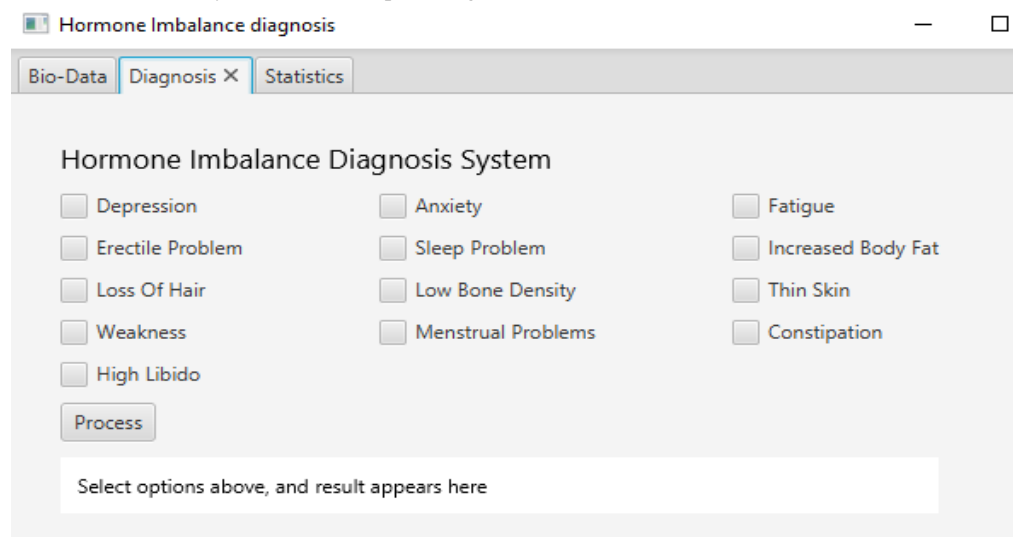 Hormone Imbalance diagnosis
Bio-Data Diagnosis Statistics
Hormone Imbalance Diagnosis System
Depression Anxiety Fatigue
Erectile Problem Sleep Problem Increased Body Fat
Loss Of Hair Low Bone Density Thin Skin
Weakness Menstrual Problems Constipation
High Libido
Process
Select options above, and result appears here